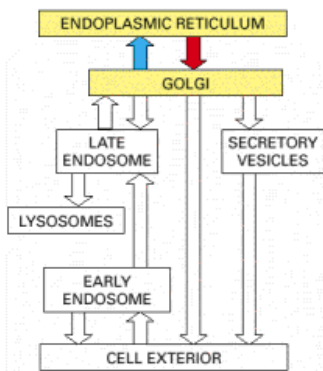 ENDOPLASMIC RETICULUM
GOLGI
LATE
ENDOSOME
SECRETORY
VESICLES
LYSOSOMES
EARLY
ENDOSOME
CELL EXTERIOR